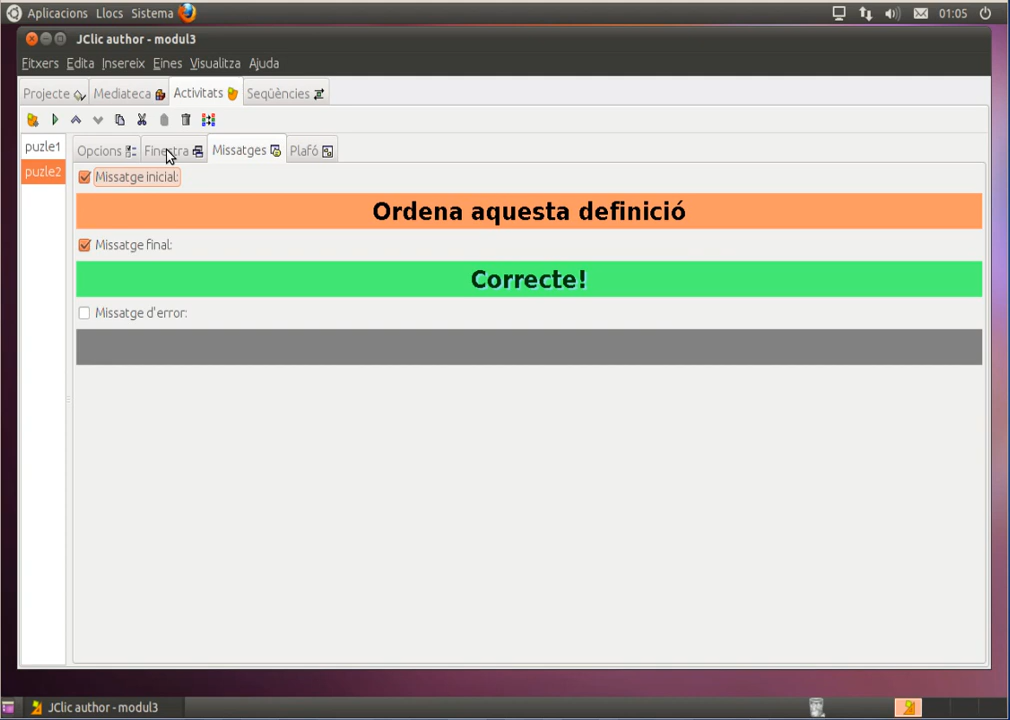 Aplicacions Llocs Sistema 01:05
JClic author - modul3
Fitxers Edita Insereix Eines Visualitza Ajuda
Projecte Mediateca Activitats Seqüències
puzle1 Opcions Finestra Missatges Plafó
puzle2 Missatge inicial:
Ordena aquesta definició
Missatge final:
Correcte!
Missatge d'error:
JClic author - modul3